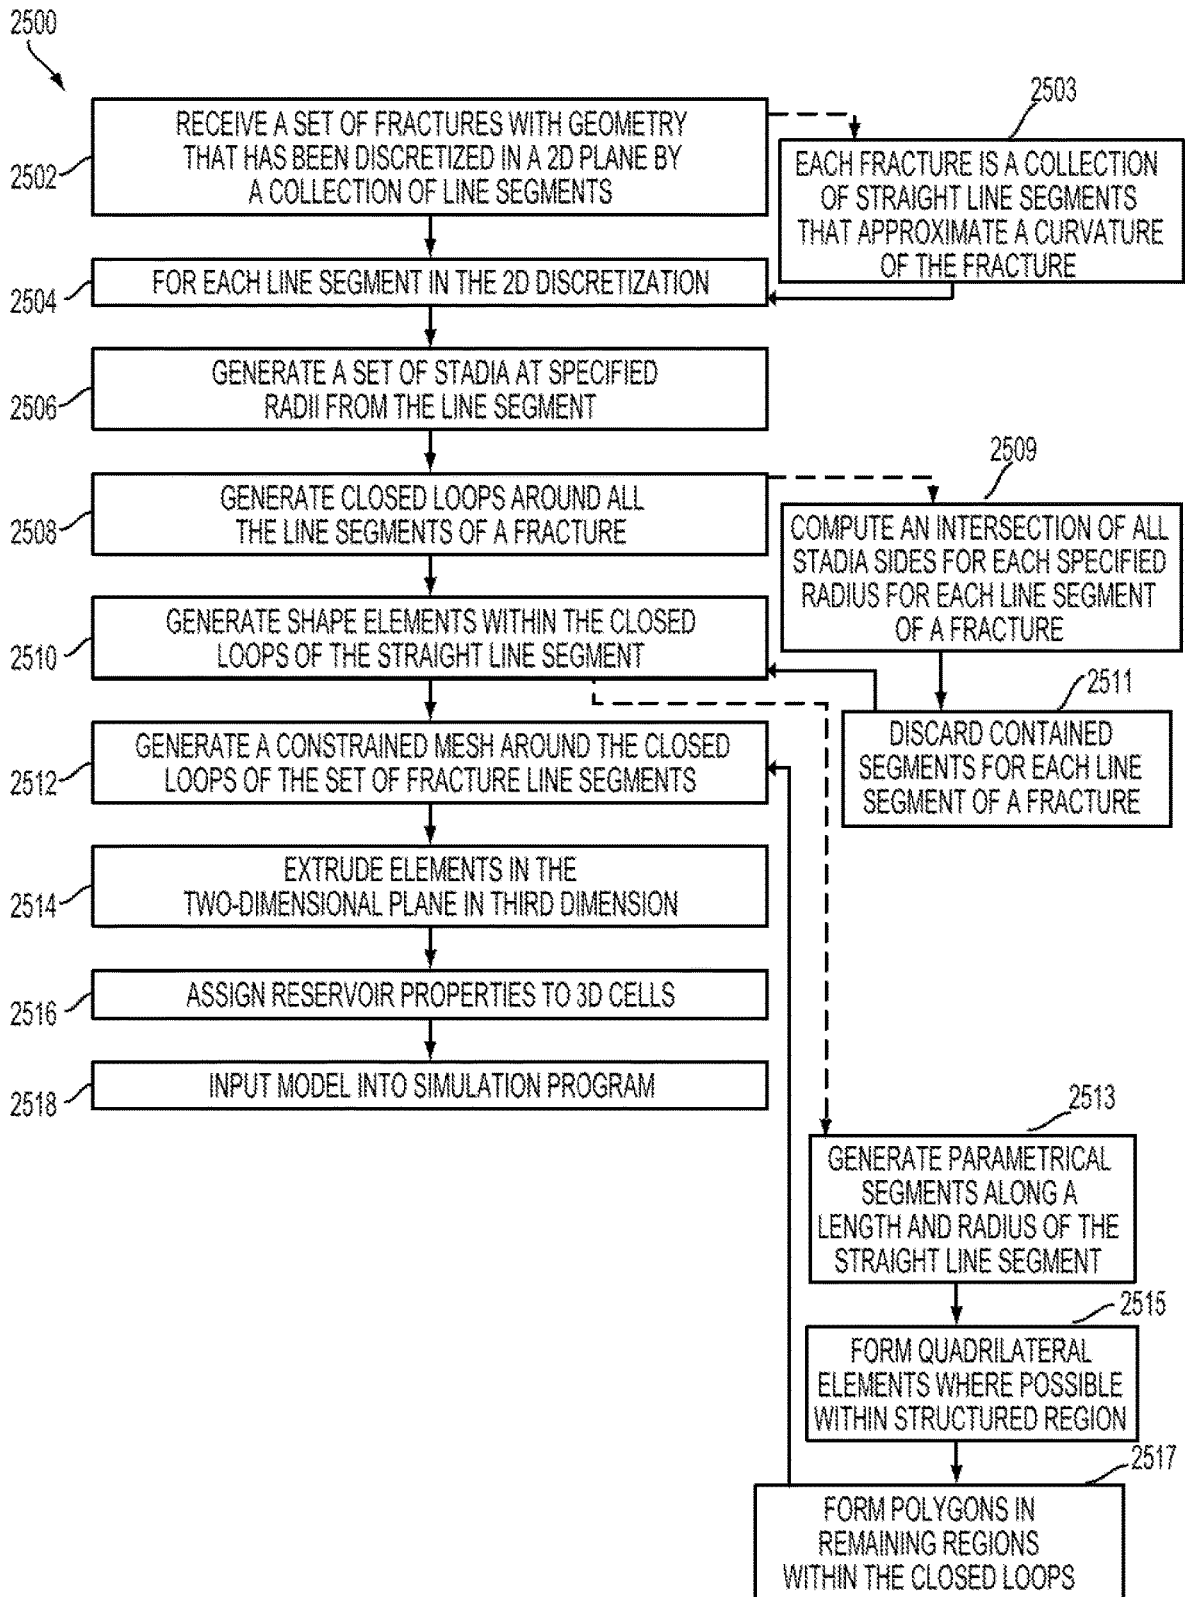 2500
2502
RECEIVE A SET OF FRACTURES WITH GEOMETRY
THAT HAS BEEN DISCRETIZED IN A 2D PLANE BY
A COLLECTION OF LINE SEGMENTS
2503
EACH FRACTURE IS A COLLECTION
OF STRAIGHT LINE SEGMENTS
THAT APPROXIMATE A CURVATURE
OF THE FRACTURE
2504
FOR EACH LINE SEGMENT IN THE 2D DISCRETIZATION
2506
GENERATE A SET OF STADIA AT SPECIFIED
RADII FROM THE LINE SEGMENT
2508
GENERATE CLOSED LOOPS AROUND ALL
THE LINE SEGMENTS OF A FRACTURE
2509
COMPUTE AN INTERSECTION OF ALL
STADIA SIDES FOR EACH SPECIFIED
RADIUS FOR EACH LINE SEGMENT
OF A FRACTURE
2510
GENERATE SHAPE ELEMENTS WITHIN THE CLOSED
LOOPS OF THE STRAIGHT LINE SEGMENT
2511
DISCARD CONTAINED
SEGMENTS FOR EACH LINE
SEGMENT OF A FRACTURE
2512
GENERATE A CONSTRAINED MESH AROUND THE CLOSED
LOOPS OF THE SET OF FRACTURE LINE SEGMENTS
2514
EXTRUDE ELEMENTS IN THE
TWO-DIMENSIONAL PLANE IN THIRD DIMENSION
2516
ASSIGN RESERVOIR PROPERTIES TO 3D CELLS
2518
INPUT MODEL INTO SIMULATION PROGRAM
2513
GENERATE PARAMETRICAL
SEGMENTS ALONG A
LENGTH AND RADIUS OF THE
STRAIGHT LINE SEGMENT
2515
FORM QUADRILATERAL
ELEMENTS WHERE POSSIBLE
WITHIN STRUCTURED REGION
2517
FORM POLYGONS IN
REMAINING REGIONS
WITHIN THE CLOSED LOOPS